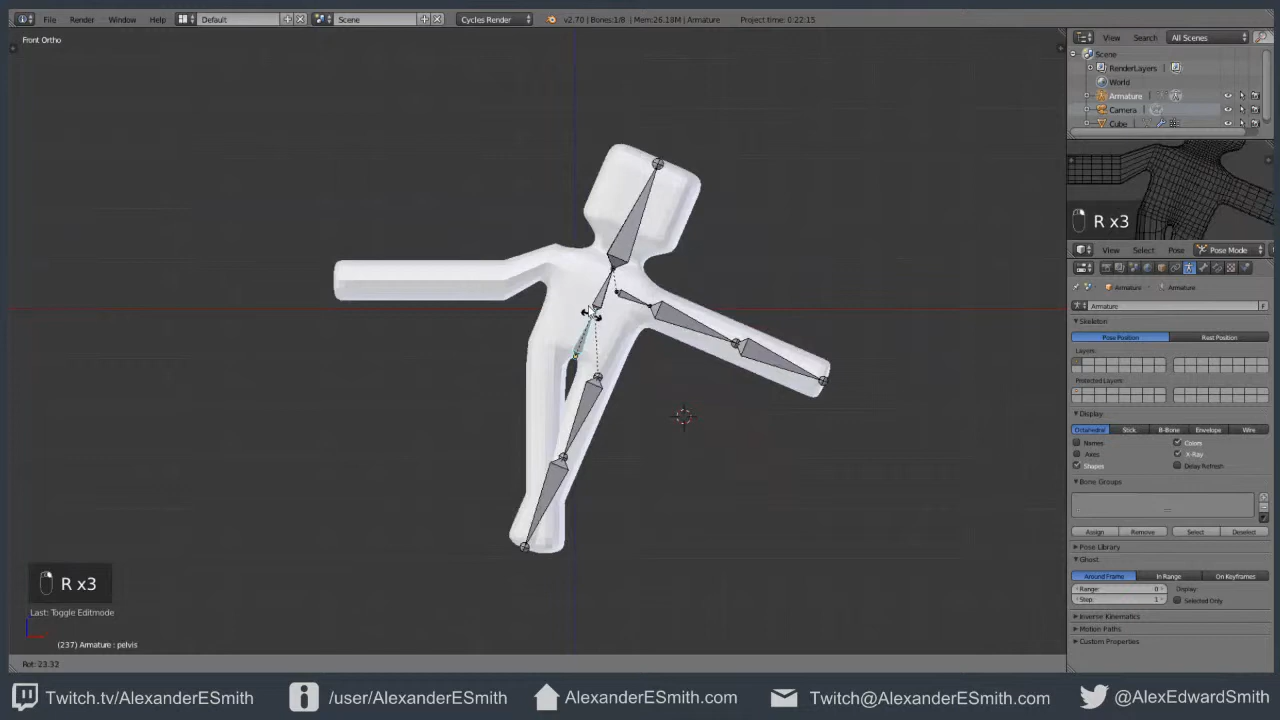 File
Render
Window
Help
Default
Scene
Cycles Render
v2.70 | Bones:1/8 | Mem:26.18M | Armature
Project time: 0:22:15
Front Ortho
View
Search
All Scenes
Scene
RenderLayers
World
Armature
Camera
Cube
R x3
View
Select
Pose
Pose Mode
Armature
Armature
Armature
F
Skeleton
Pose Position
Rest Position
Layers:
Protected Layers:
Display
Octahedral
Stick
B-Bone
Envelope
Wire
Names
Colors
Axes
X-Ray
Shapes
Delay Refresh
Bone Groups
Assign
Remove
Select
Deselect
Pose Library
Ghost
Around Frame
In Range
On Keyframes
Range: 0
Display:
Step: 1
Selected Only
Inverse Kinematics
Motion Paths
Custom Properties
R x3
Last: Toggle Editmode
(237) Armature : pelvis
Rot: 23.32
Twitch.tv/AlexanderESmith
/user/AlexanderESmith
AlexanderESmith.com
Twitch@AlexanderESmith.com
@AlexEdwardSmith